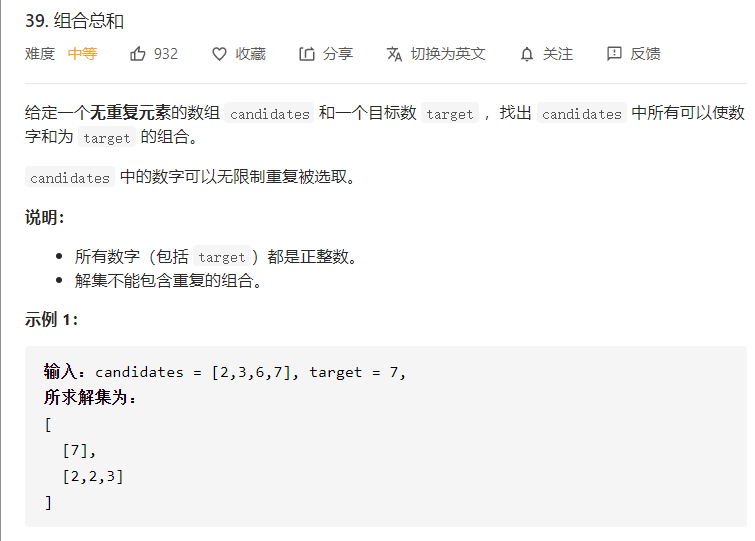 39. 组合总和
难度 中等 932 收藏 分享 切换为英文 关注 反馈
给定一个无重复元素的数组 candidates 和一个目标数 target ，找出 candidates 中所有可以使数
字和为 target 的组合。
candidates 中的数字可以无限制重复被选取。
说明：
所有数字（包括 target）都是正整数。
解集不能包含重复的组合。
示例 1：
输入：candidates = [2,3,6,7], target = 7,
所求解集为：
[
[7],
[2,2,3]
]